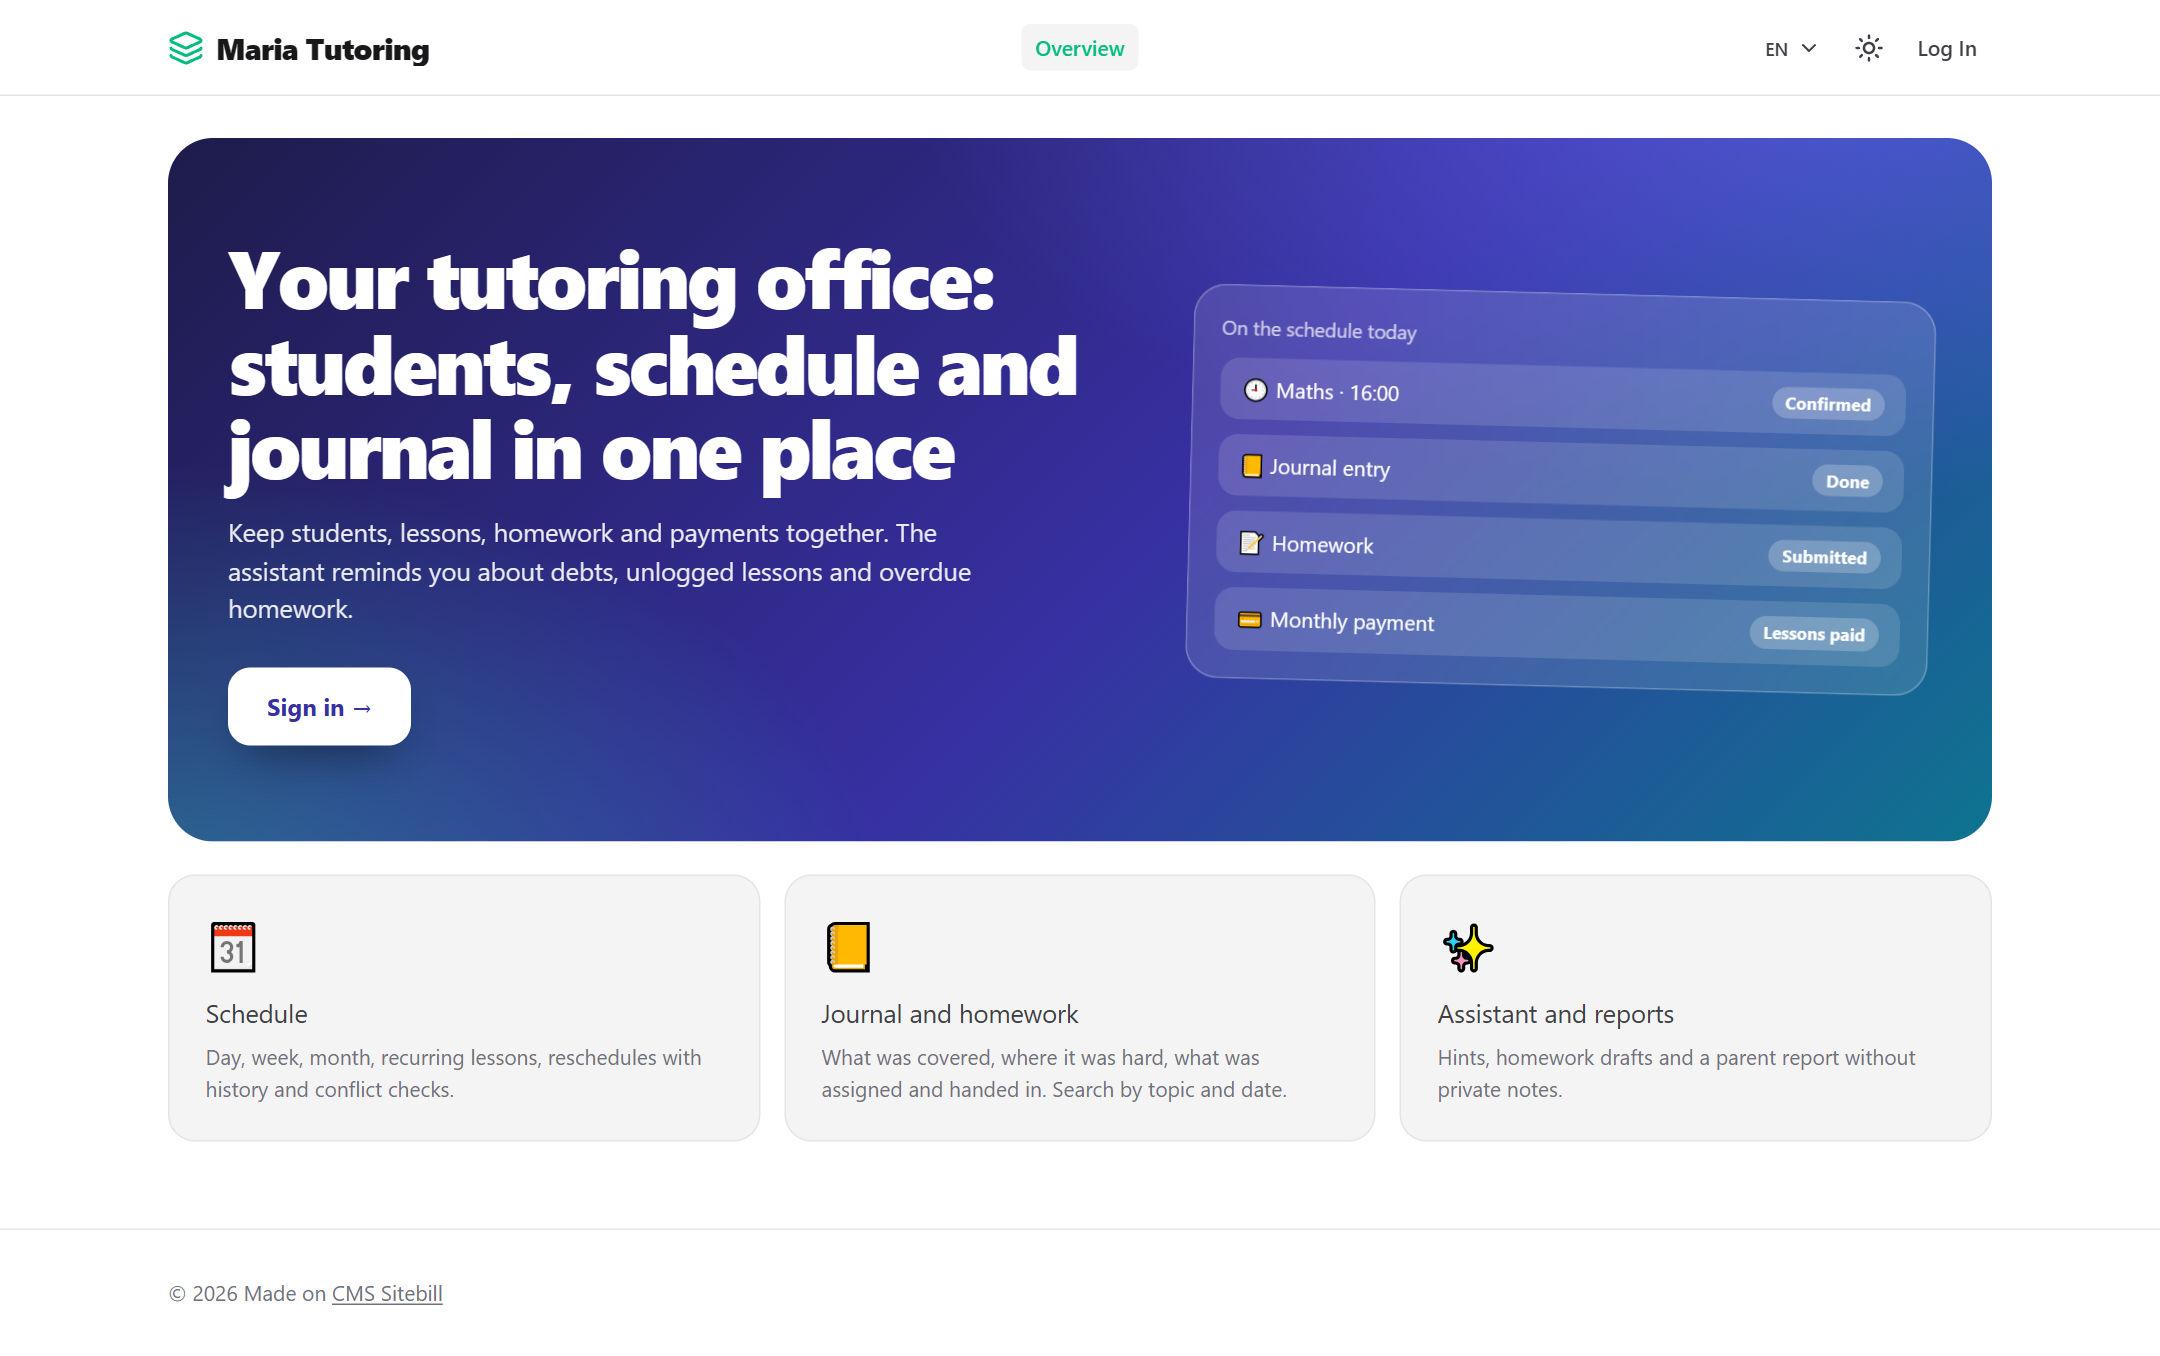 Maria Tutoring
Overview
EN
Log In
Your tutoring office:
students, schedule and
journal in one place
Keep students, lessons, homework and payments together. The
assistant reminds you about debts, unlogged lessons and overdue
homework.
Sign in →
On the schedule today
Maths · 16:00
Confirmed
Journal entry
Done
Homework
Submitted
Monthly payment
Lessons paid
31
Schedule
Day, week, month, recurring lessons, reschedules with
history and conflict checks.
Journal and homework
What was covered, where it was hard, what was
assigned and handed in. Search by topic and date.
Assistant and reports
Hints, homework drafts and a parent report without
private notes.
© 2026 Made on CMS Sitebill